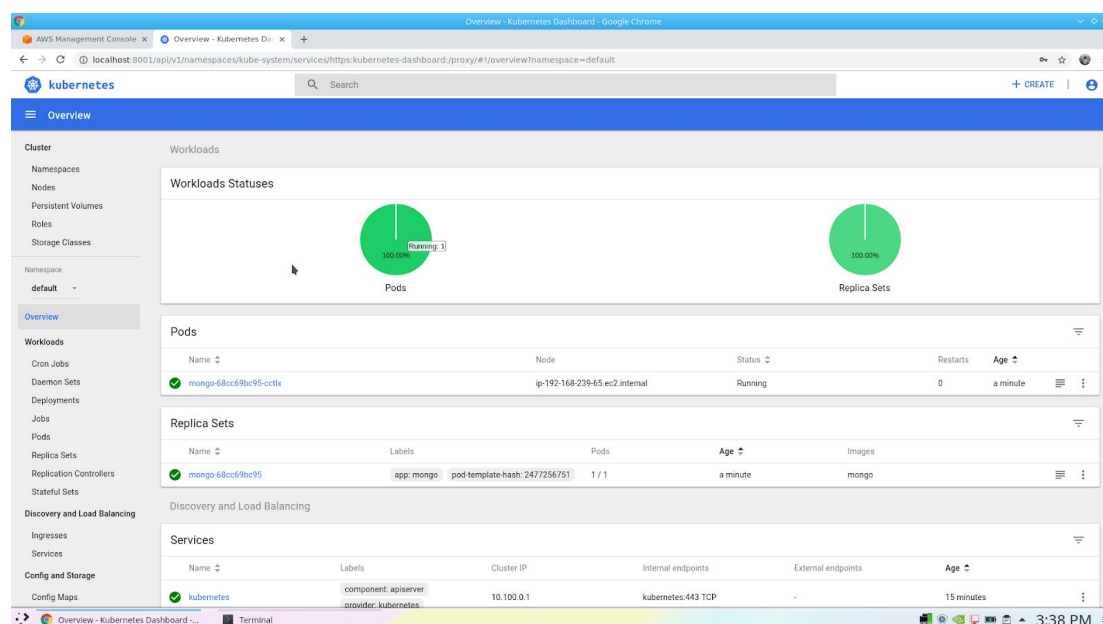 Overview - Kubernetes Dashboard - Google Chrome
AWS Management Console × Overview - Kubernetes Das × +
localhost:8001/api/v1/namespaces/kube-system/services/https:kubernetes-dashboard:/proxy/#!/overview?namespace=default
kubernetes Search + CREATE |
Overview
Cluster
Namespaces
Nodes
Persistent Volumes
Roles
Storage Classes
Namespace
default
Overview
Workloads
Cron Jobs
Daemon Sets
Deployments
Jobs
Pods
Replica Sets
Replication Controllers
Stateful Sets
Discovery and Load Balancing
Ingresses
Services
Config and Storage
Config Maps
Workloads
Workloads Statuses
Running: 1
100.00% 100.00%
Pods Replica Sets
Pods
Name Node Status Restarts Age
mongo-68cc69bc95-cctlx ip-192-168-239-65.ec2.internal Running 0 a minute
Replica Sets
Name Labels Pods Age Images
mongo-68cc69bc95 app: mongo pod-template-hash: 2477256751 1 / 1 a minute mongo
Discovery and Load Balancing
Services
Name Labels Cluster IP Internal endpoints External endpoints Age
component: apiserver
kubernetes 10.100.0.1 kubernetes:443 TCP - 15 minutes
provider: kubernetes
Overview - Kubernetes Dashboard -... Terminal 3:38 PM